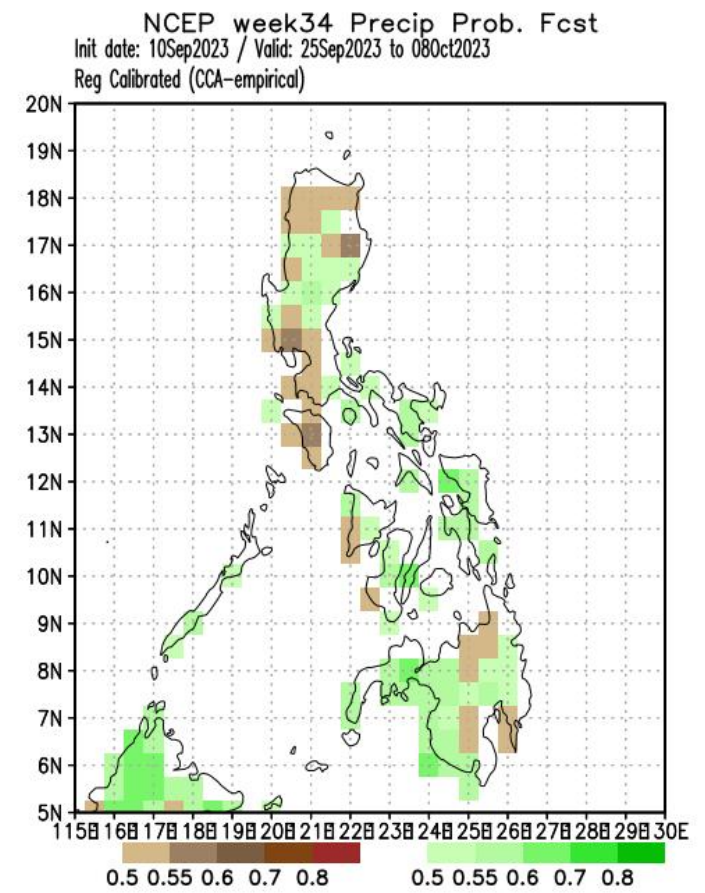 NCEP week34 Precip Prob. Fcst
Init date: 10Sep2023 / Valid: 25Sep2023 to 08Oct2023
Reg Calibrated (CCA-empirical)
20N
19N
18N
17N
16N
15N
14N
13N
12N
11N
10N
9N
8N
7N
6N
5N
115E 116E 117E 118E 119E 120E 121E 122E 123E 124E 125E 126E 127E 128E 129E 130E
0.5 0.55 0.6 0.7 0.8 0.5 0.55 0.6 0.7 0.8